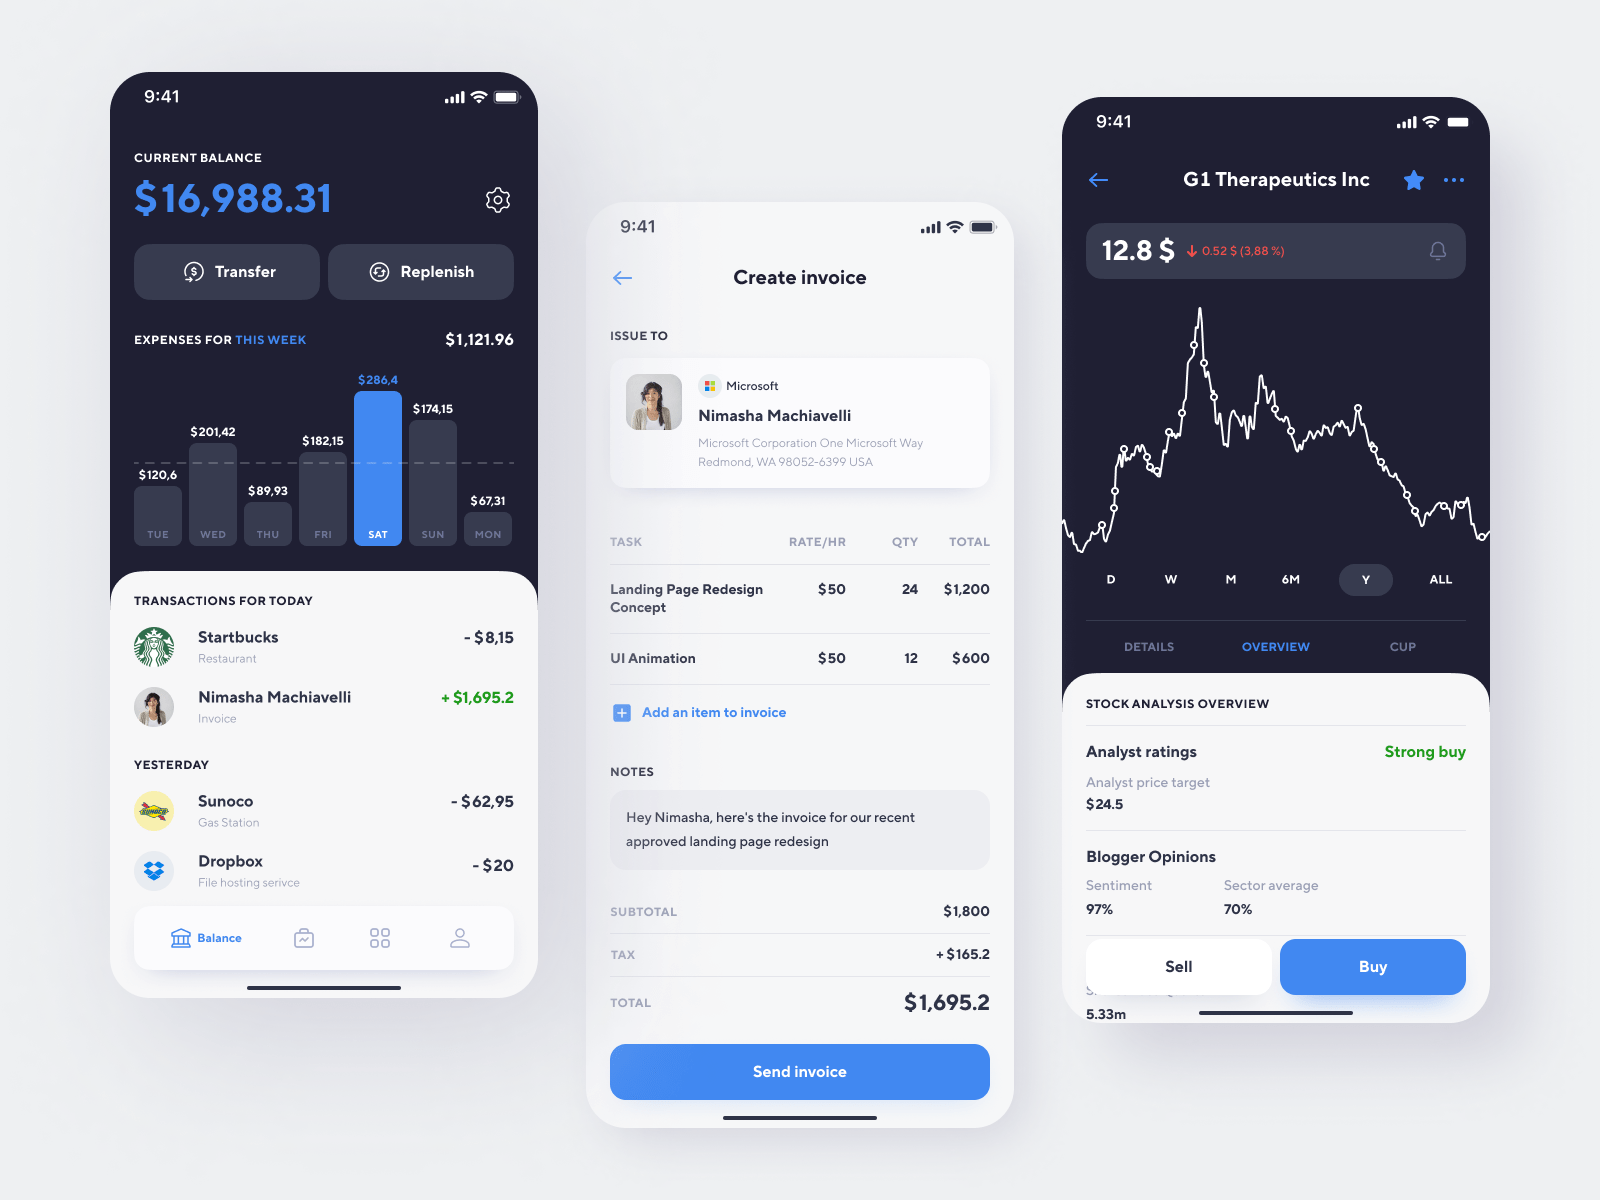 9:41
CURRENT BALANCE
$16,988.31
Transfer
Replenish
EXPENSES FOR THIS WEEK
$1,121.96
$120,6
$201,42
$89,93
$182,15
$286,4
$174,15
$67,31
TUE
WED
THU
FRI
SAT
SUN
MON
TRANSACTIONS FOR TODAY
Startbucks
- $8,15
Restaurant
Nimasha Machiavelli
+ $1,695.2
Invoice
YESTERDAY
SUNOCO
Sunoco
- $62,95
Gas Station
Dropbox
- $20
File hosting serivce
Balance
9:41
Create invoice
ISSUE TO
Microsoft
Nimasha Machiavelli
Microsoft Corporation One Microsoft Way
Redmond, WA 98052-6399 USA
TASK RATE/HR QTY TOTAL
Landing Page Redesign $50 24 $1,200
Concept
UI Animation $50 12 $600
Add an item to invoice
NOTES
Hey Nimasha, here's the invoice for our recent
approved landing page redesign
SUBTOTAL $1,800
TAX + $165.2
TOTAL $1,695.2
Send invoice
9:41
G1 Therapeutics Inc
12.8 $ 0.52 $ (3,88 %)
D W M 6M Y ALL
DETAILS OVERVIEW CUP
STOCK ANALYSIS OVERVIEW
Analyst ratings Strong buy
Analyst price target
$24.5
Blogger Opinions
Sentiment Sector average
97% 70%
Sell Buy
5.33m